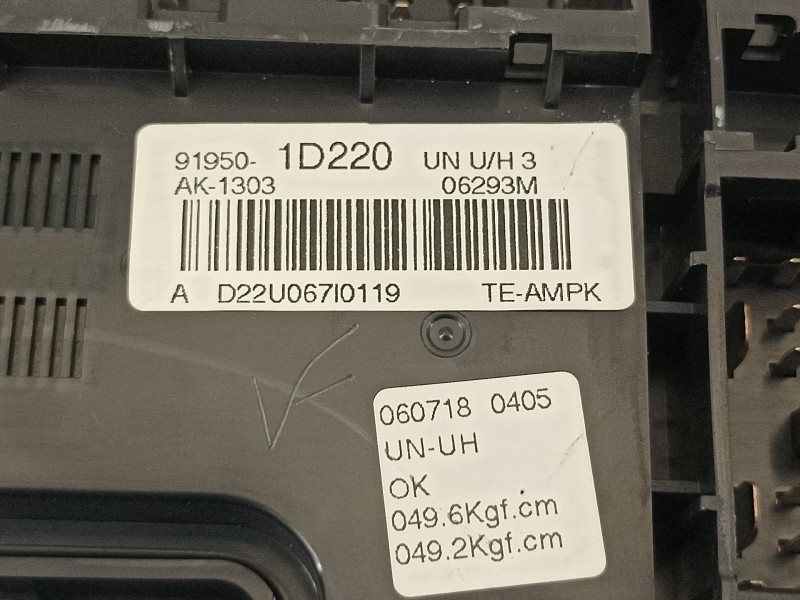 91950- 1D220 UN U/H 3
AK-1303 06293M
A D22U067I0119 TE-AMPK
060718 0405
UN-UH
OK
049.6Kgf.cm
049.2Kgf.cm